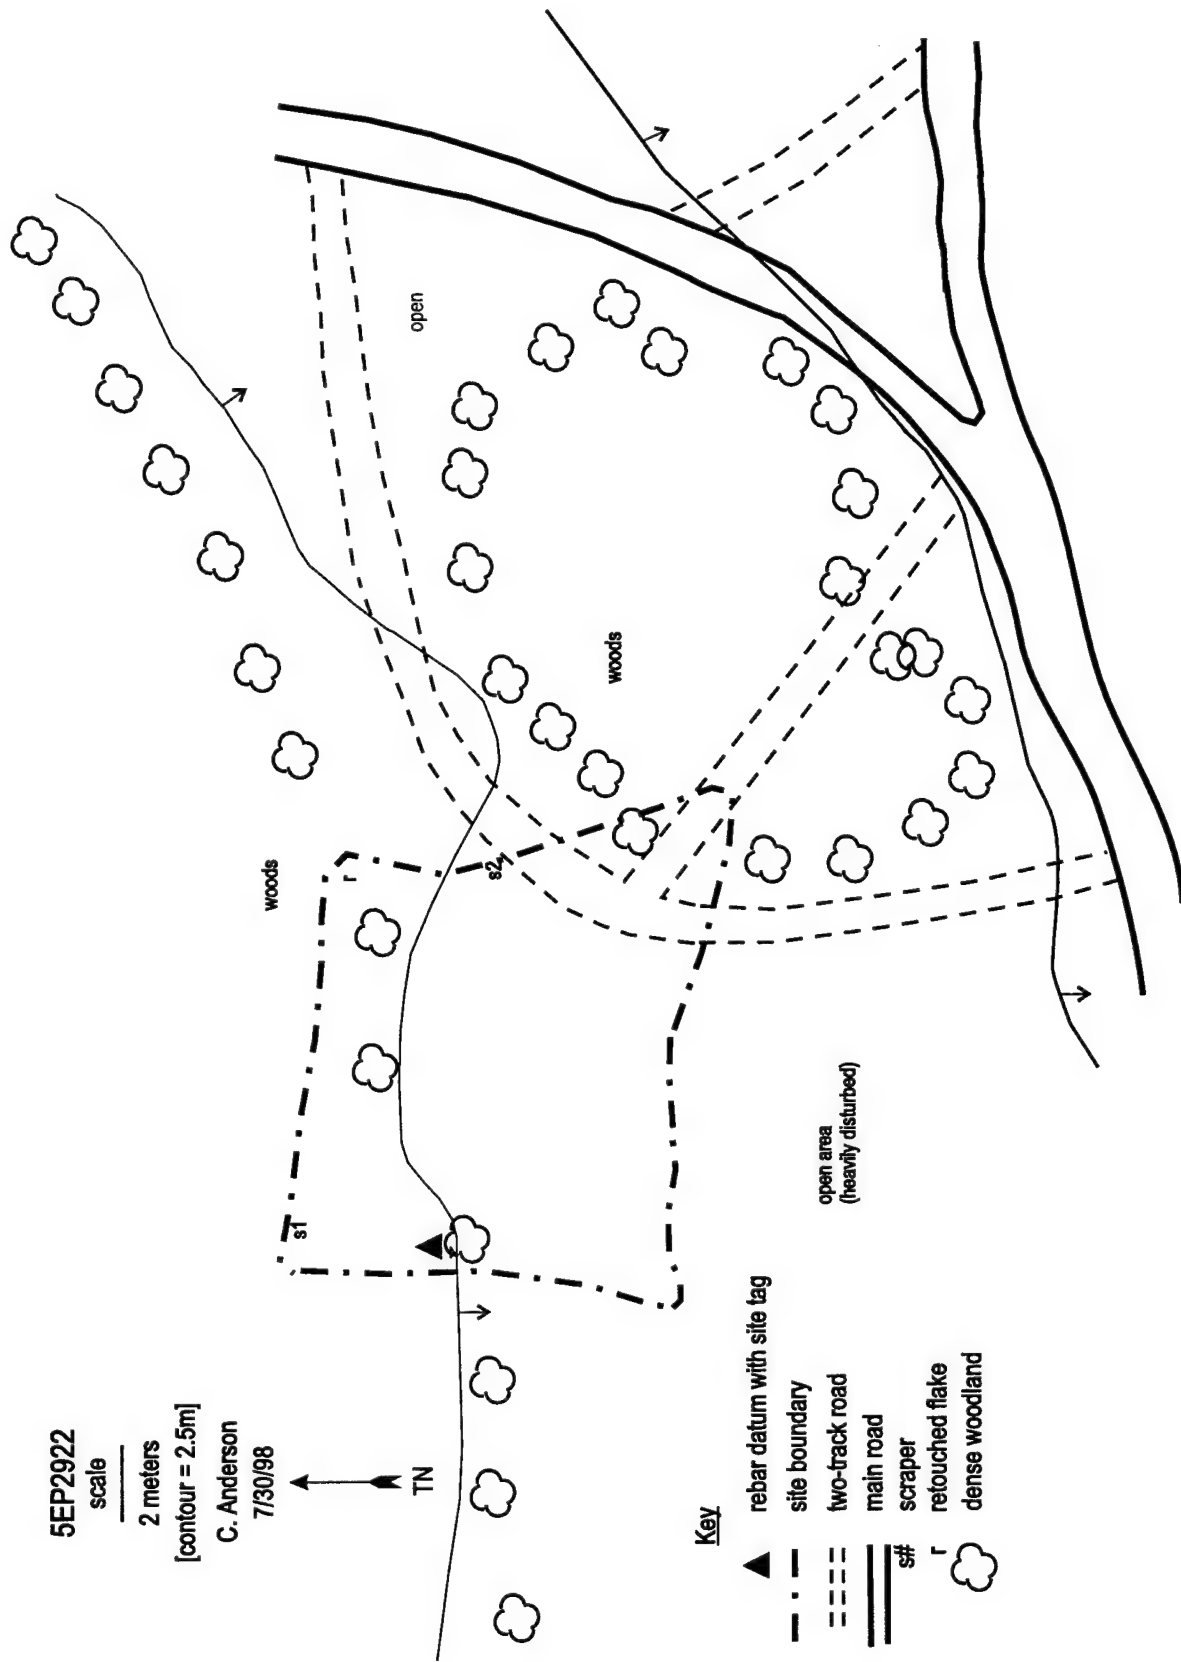 5EP2922
scale
2 meters
[contour = 2.5m]
C. Anderson
7/30/98
TN
woods
open
woods
s1
r
s2
open area
(heavily disturbed)
Key
rebar datum with site tag
site boundary
two-track road
main road
s# scraper
r retouched flake
dense woodland